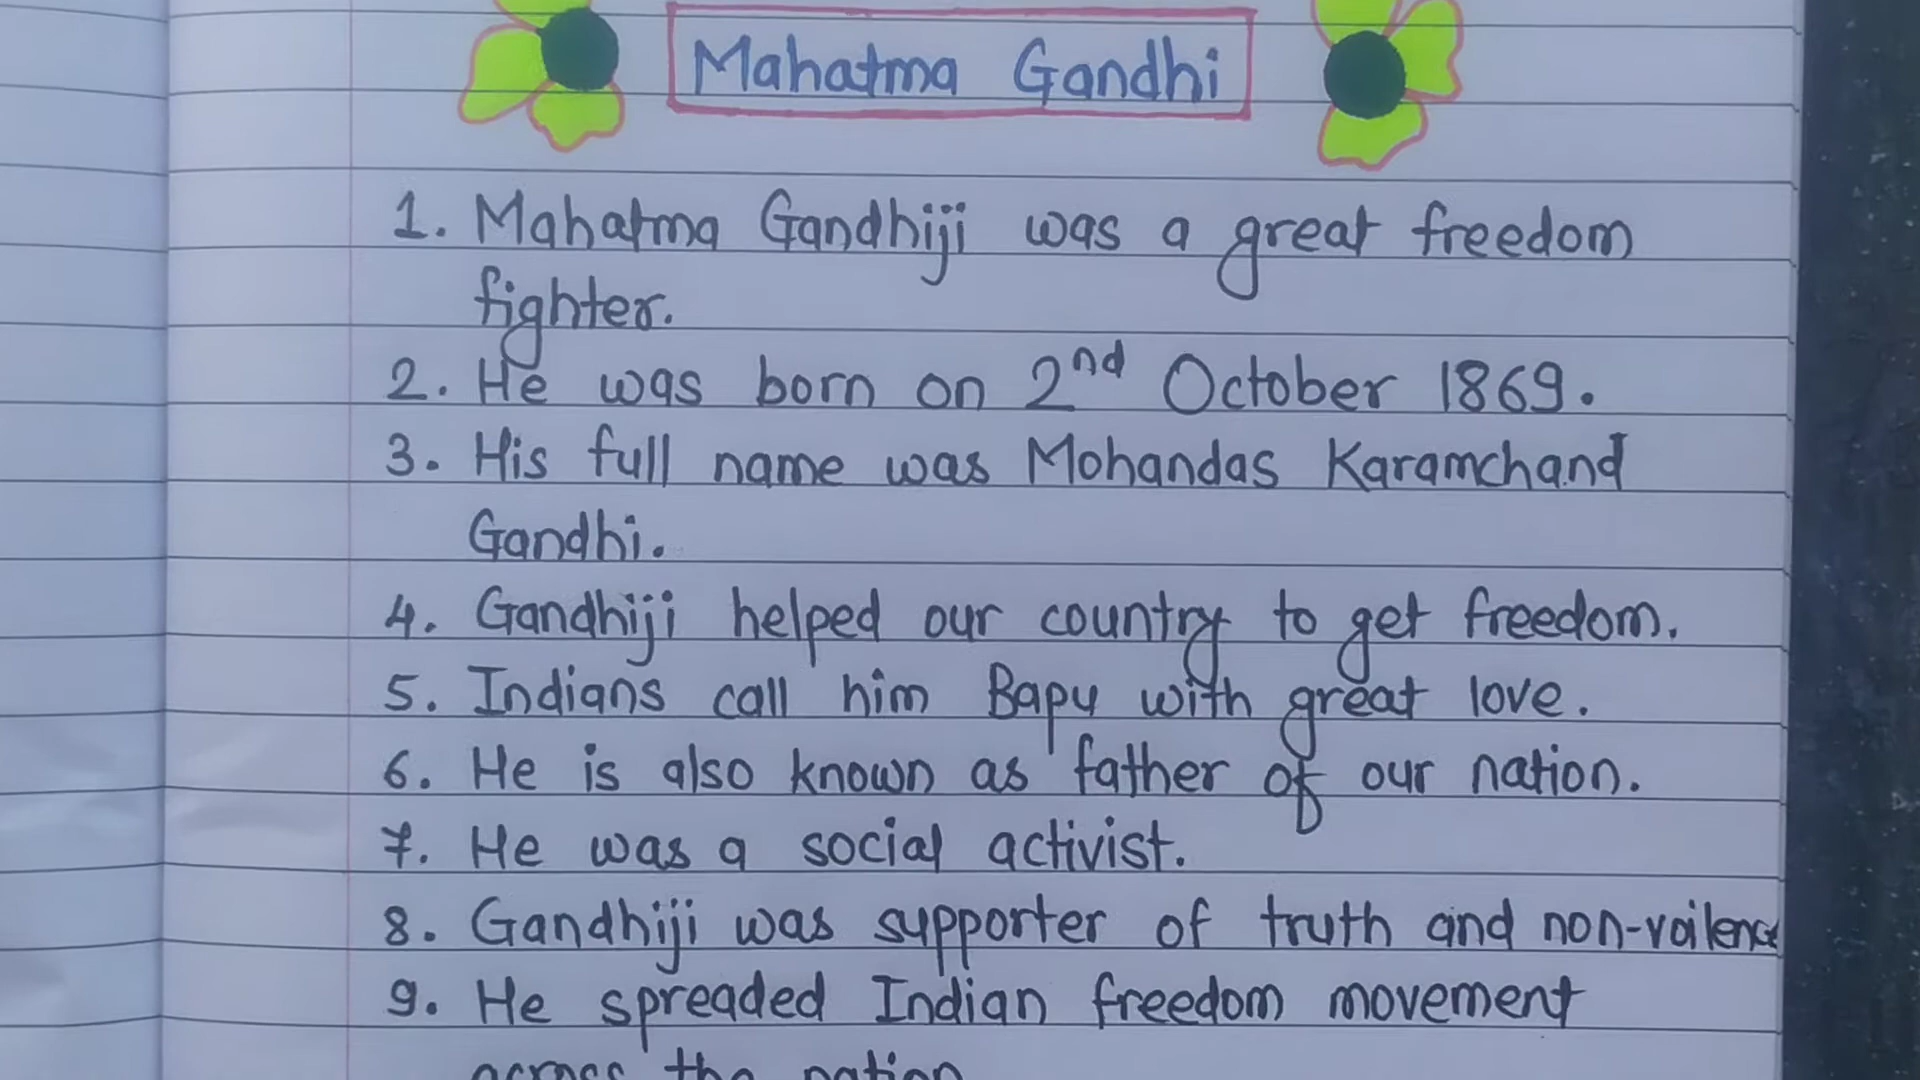 Mahatma Gandhi
1. Mahatma Gandhiji was a great freedom
fighter.
2. He was born on 2nd October 1869.
3. His full name was Mohandas Karamchand
Gandhi.
4. Gandhiji helped our country to get freedom.
5. Indians call him Bapu with great love.
6. He is also known as father of our nation.
7. He was a social activist.
8. Gandhiji was supporter of truth and non-voilence
9. He spreaded Indian freedom movement
across the nation